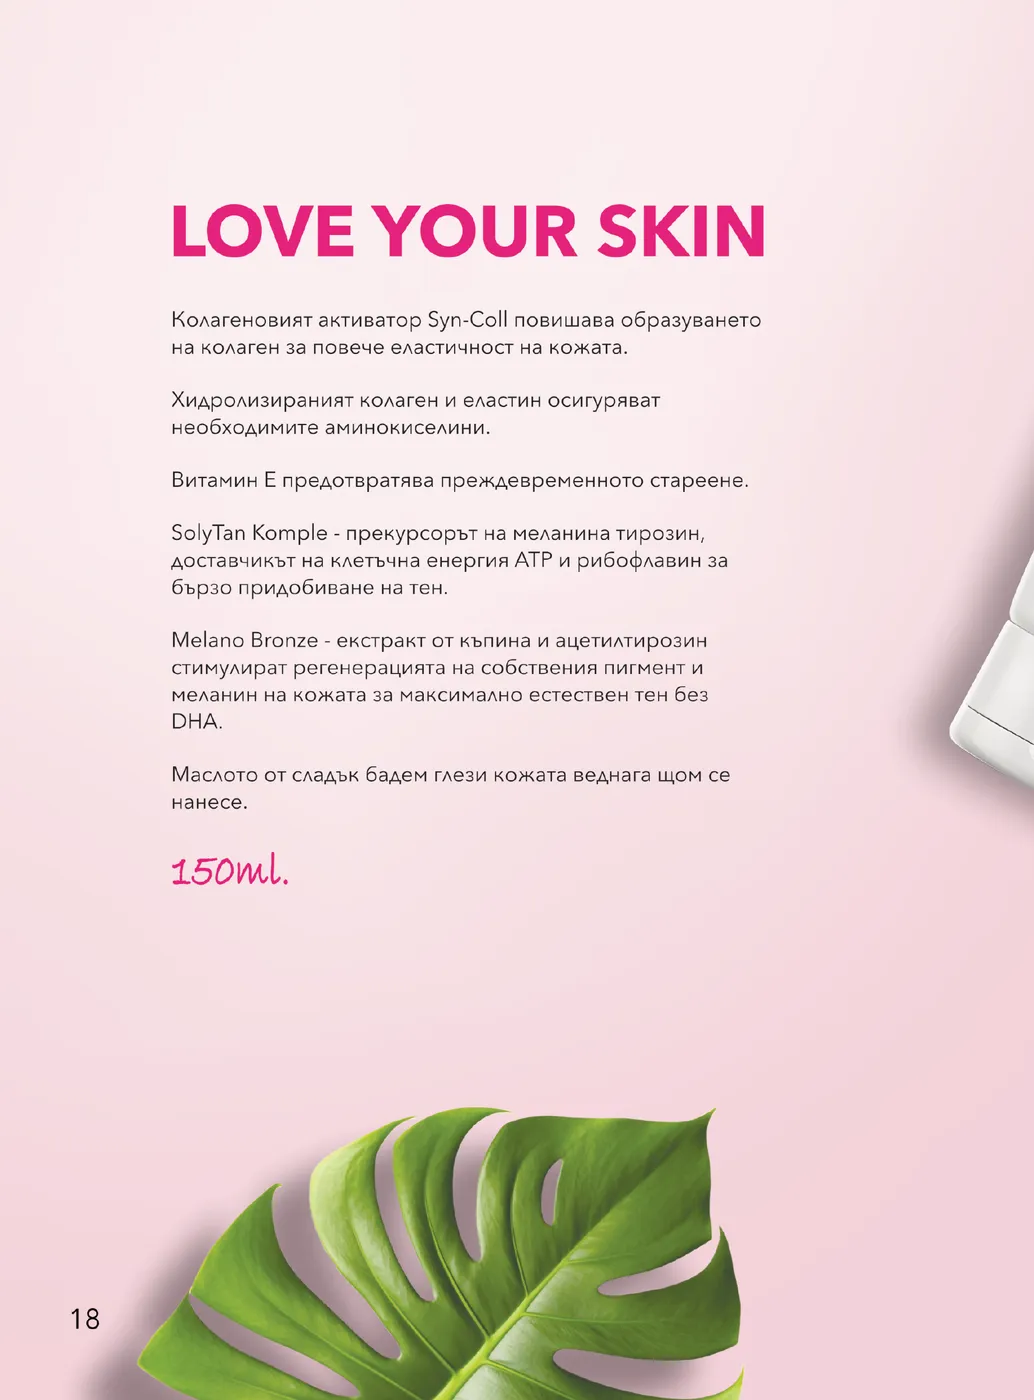 LOVE YOUR SKIN
Колагеновият активатор Syn-Coll повишава образуването
на колаген за повече еластичност на кожата.
Хидролизираният колаген и еластин осигуряват
необходимите аминокиселини.
Витамин Е предотвратява преждевременното стареене.
SolyTan Komple - прекурсорът на меланина тирозин,
доставчикът на клетъчна енергия ATP и рибофлавин за
бързо придобиване на тен.
Melano Bronze - екстракт от къпина и ацетилтирозин
стимулират регенерацията на собствения пигмент и
меланин на кожата за максимално естествен тен без
DHA.
Маслото от сладък бадем глези кожата веднага щом се
нанесе.
150ml.
18